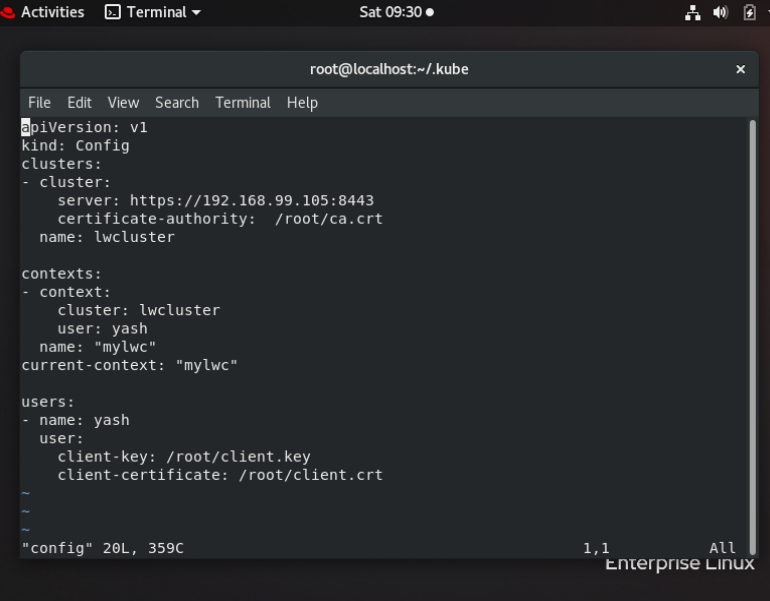 Activities Terminal Sat 09:30
root@localhost:~/.kube ×
File Edit View Search Terminal Help
apiVersion: v1
kind: Config
clusters:
- cluster:
    server: https://192.168.99.105:8443
    certificate-authority:  /root/ca.crt
  name: lwcluster
contexts:
- context:
    cluster: lwcluster
    user: yash
  name: "mylwc"
current-context: "mylwc"
users:
- name: yash
  user:
    client-key: /root/client.key
    client-certificate: /root/client.crt
~
~
~
"config" 20L, 359C 1,1 All
Enterprise Linux